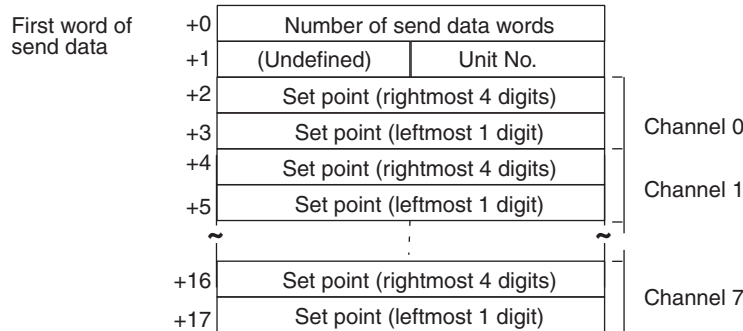 First word of
send data
+0 Number of send data words
+1 (Undefined) Unit No.
+2 Set point (rightmost 4 digits)
+3 Set point (leftmost 1 digit)
Channel 0
+4 Set point (rightmost 4 digits)
+5 Set point (leftmost 1 digit)
Channel 1
~ ~
+16 Set point (rightmost 4 digits)
+17 Set point (leftmost 1 digit)
Channel 7